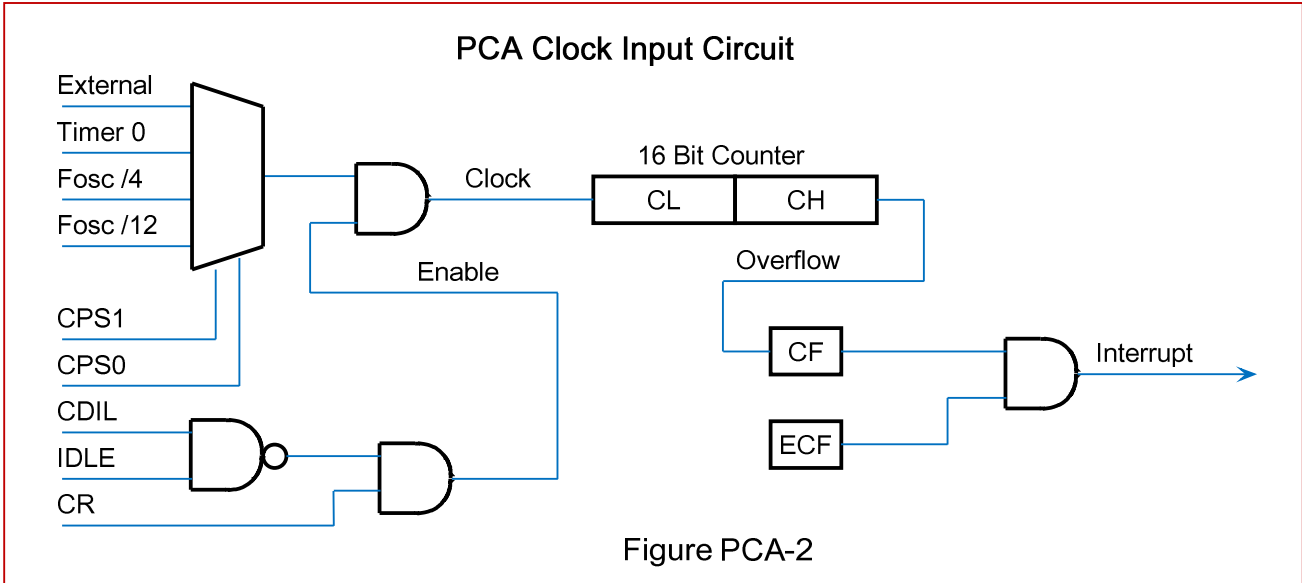 PCA Clock Input Circuit
External
Timer 0
Fosc /4
Fosc /12
CPS1
CPS0
CDIL
IDLE
CR
Clock
Enable
16 Bit Counter
CL
CH
Overflow
CF
ECF
Interrupt
Figure PCA-2